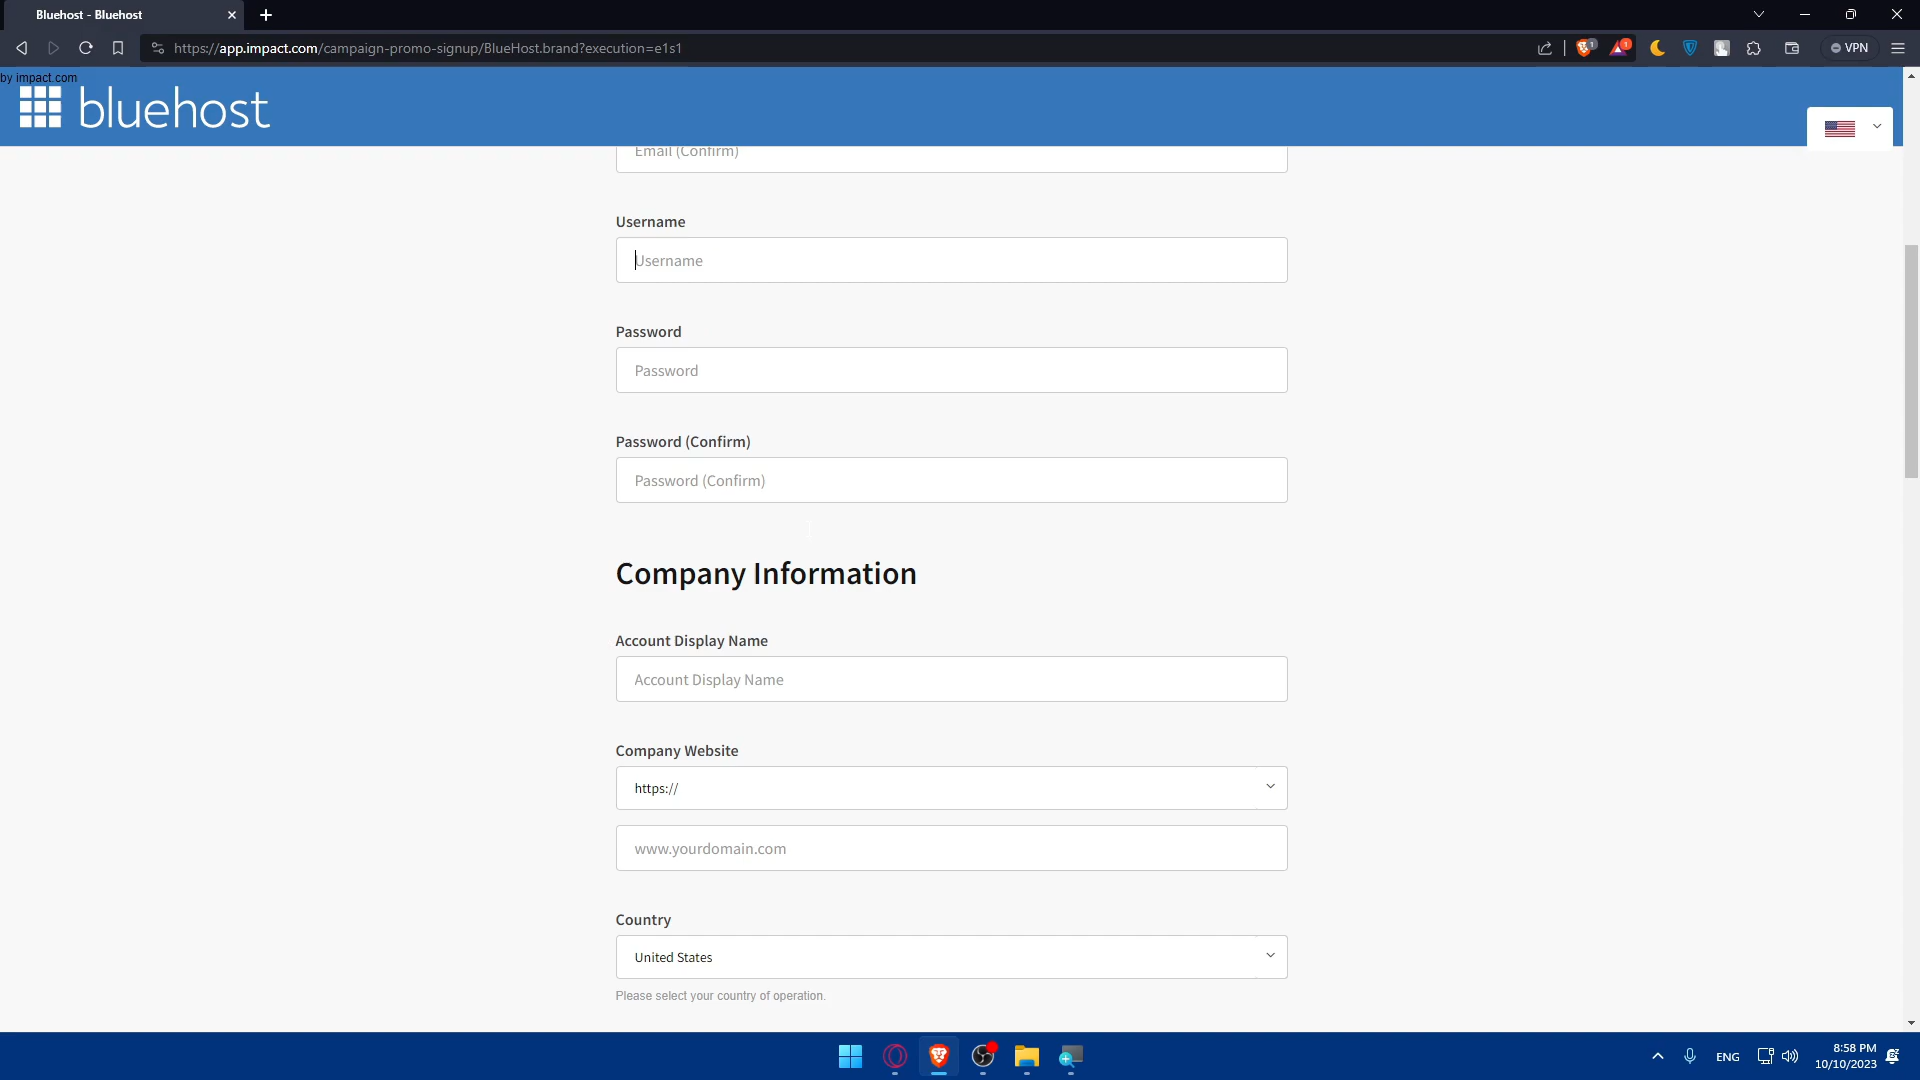 Bluehost - Bluehost
https://app.impact.com/campaign-promo-signup/BlueHost.brand?execution=e1s1
1
1
VPN
by impact.com
bluehost
Email (Confirm)
Username
Username
Password
Password
Password (Confirm)
Password (Confirm)
Company Information
Account Display Name
Account Display Name
Company Website
https://
www.yourdomain.com
Country
United States
Please select your country of operation.
ENG
8:58 PM
10/10/2023